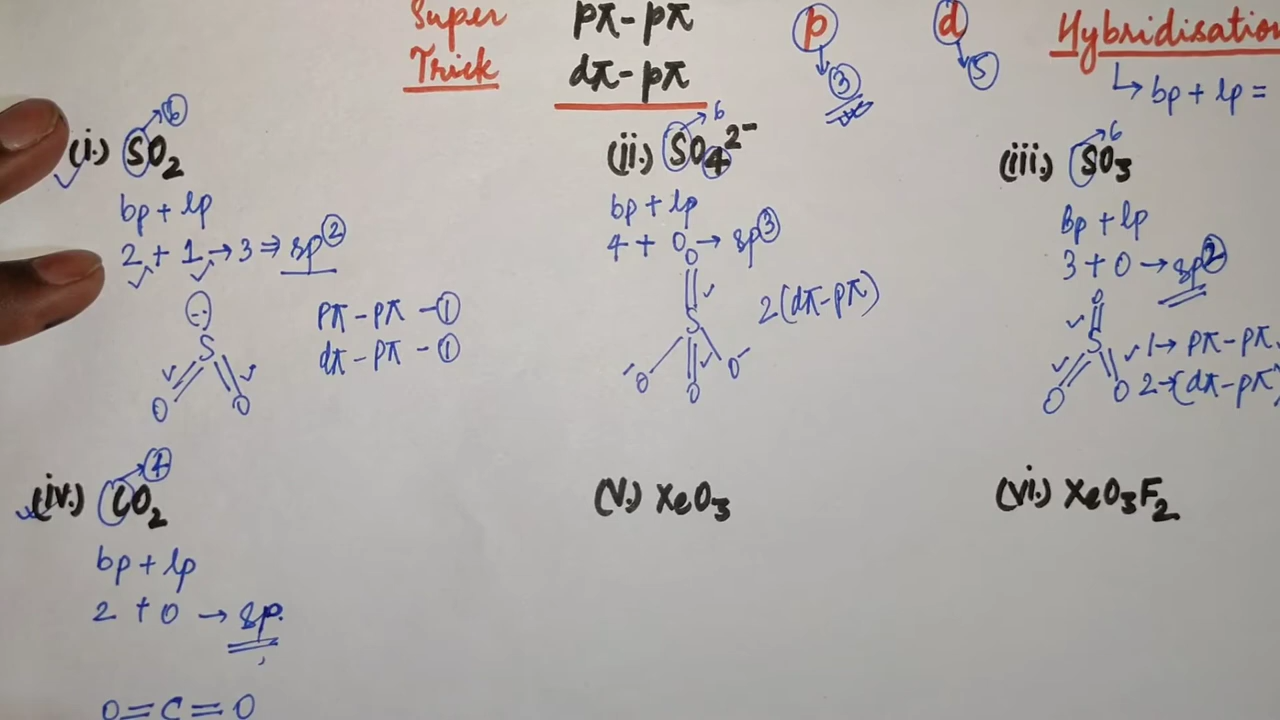 Super Trick
pπ-pπ
dπ-pπ
p
3
d
5
Hybridisation
↳ bp + lp =
(i.) SO₂
6
bp + lp
2 + 1 → 3 ⇒ sp²
S
O O
pπ-pπ - 1
dπ-pπ - 1
(ii.) SO₄²⁻
6
bp + lp
4 + 0 → sp³
O
S
O⁻ O O⁻
2(dπ-pπ)
(iii.) SO₃
6
Bp + lp
3 + 0 → sp²
O
S
O O
1 → pπ-pπ.
2 → (dπ-pπ)
(iv.) CO₂
4
bp + lp
2 + 0 → sp.
O=C=O
(v.) XeO₃
(vi.) XeO₃F₂